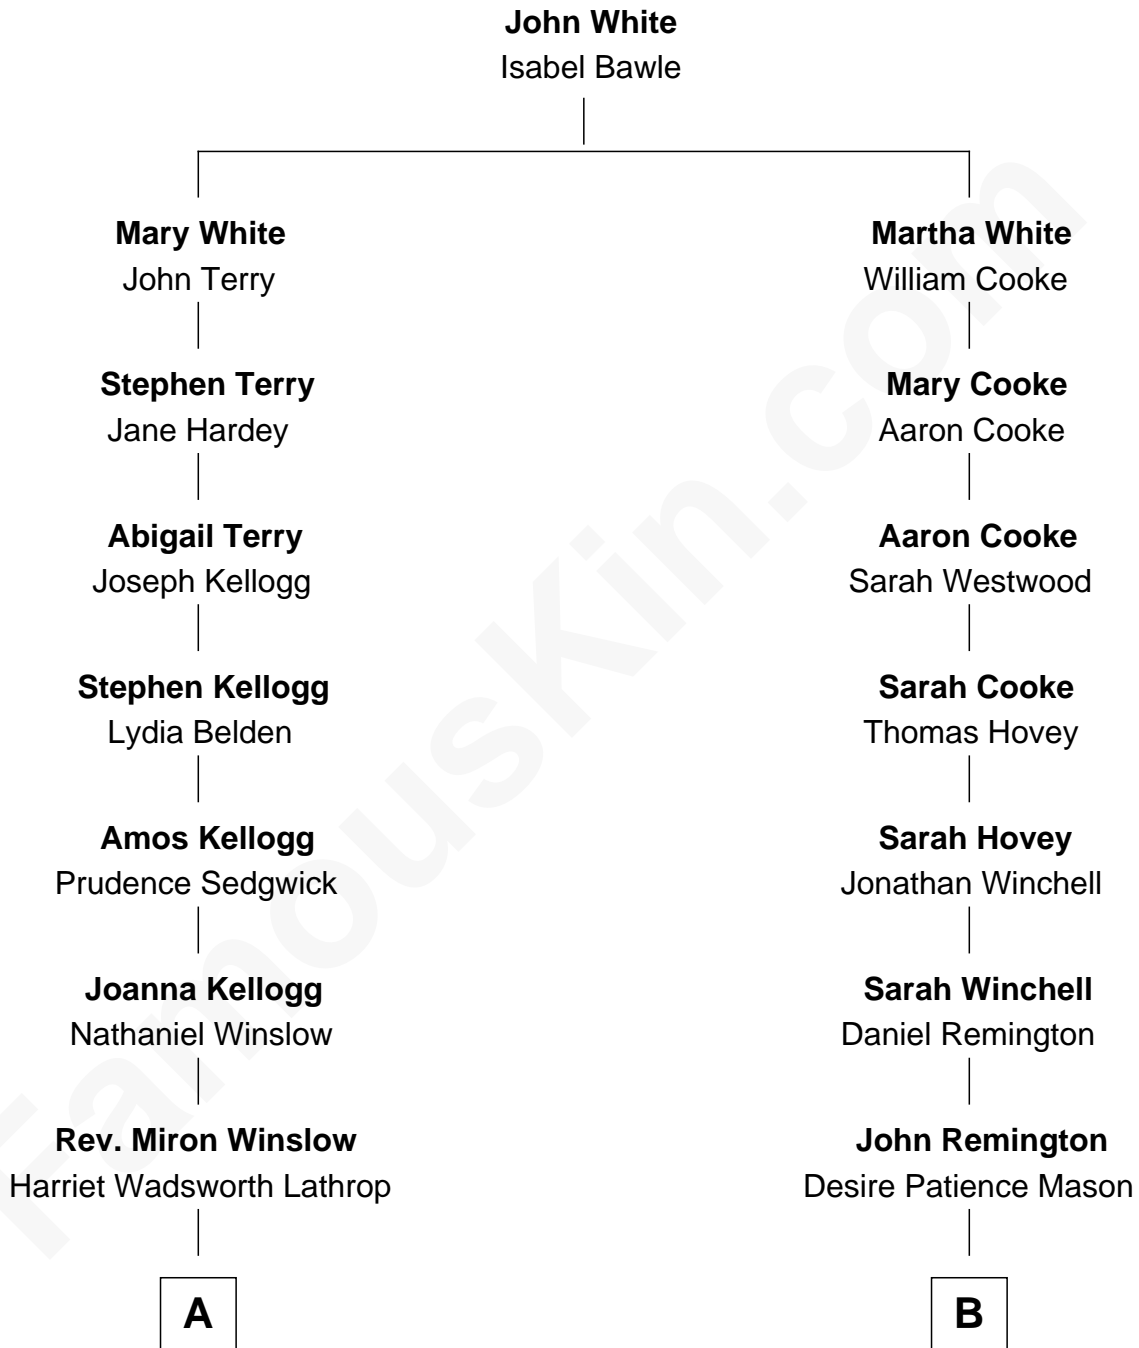 John White
Isabel Bawle
Mary White
John Terry
Martha White
William Cooke
Stephen Terry
Jane Hardey
Mary Cooke
Aaron Cooke
Abigail Terry
Joseph Kellogg
Aaron Cooke
Sarah Westwood
Stephen Kellogg
Lydia Belden
Sarah Cooke
Thomas Hovey
Amos Kellogg
Prudence Sedgwick
Sarah Hovey
Jonathan Winchell
Joanna Kellogg
Nathaniel Winslow
Sarah Winchell
Daniel Remington
Rev. Miron Winslow
Harriet Wadsworth Lathrop
John Remington
Desire Patience Mason
A
B
FamousKin.com